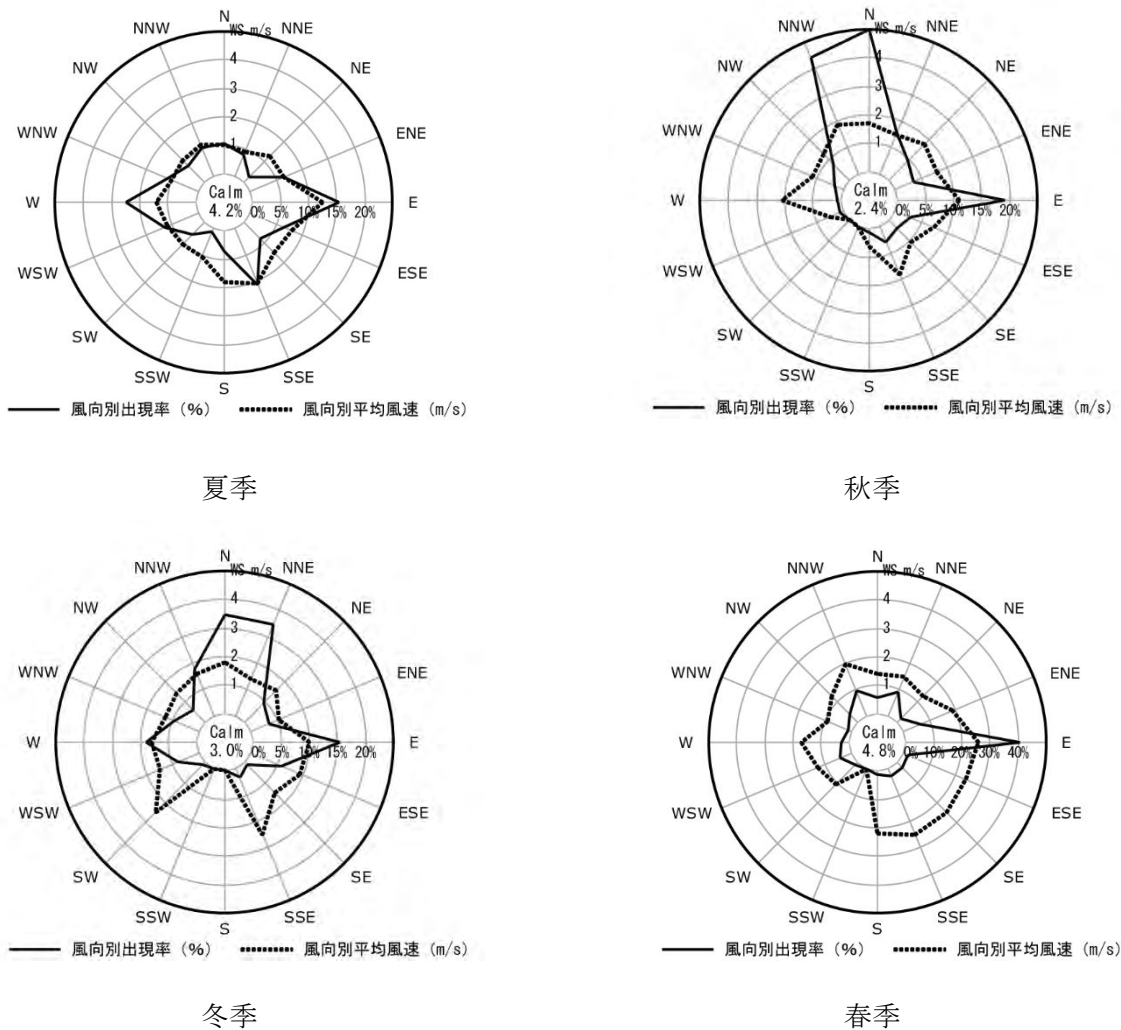 N
WS m/s
NNW
NNE
4
NW
NE
3
2
WNW
ENE
1
Calm
W
4.2% 0% 5% 10% 15% 20%
E
WSW
ESE
SW
SE
SSW
SSE
S
風向別出現率 (%) 風向別平均風速 (m/s)
夏季
N
WS m/s
NNW
NNE
4
NW
NE
3
2
WNW
ENE
1
Calm
W
2.4% 0% 5% 10% 15% 20%
E
WSW
ESE
SW
SE
SSW
SSE
S
風向別出現率 (%) 風向別平均風速 (m/s)
秋季
N
WS m/s
NNW
NNE
4
NW
NE
3
2
WNW
ENE
1
Calm
W
3.0% 0% 5% 10% 15% 20%
E
WSW
ESE
SW
SE
SSW
SSE
S
風向別出現率 (%) 風向別平均風速 (m/s)
冬季
N
WS m/s
NNW
NNE
4
NW
NE
3
2
WNW
ENE
1
Calm
W
4.8% 0% 10% 20% 30% 40%
E
WSW
ESE
SW
SE
SSW
SSE
S
風向別出現率 (%) 風向別平均風速 (m/s)
春季